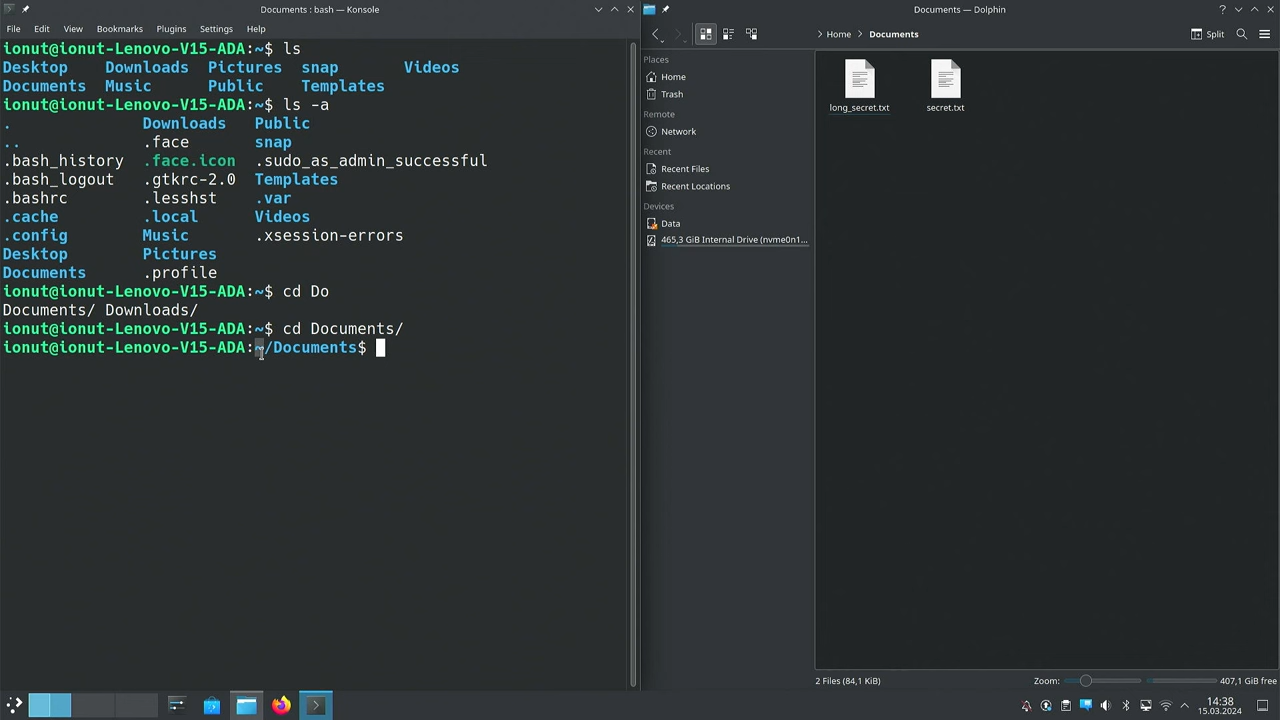 Documents : bash — Konsole
File Edit View Bookmarks Plugins Settings Help
ionut@ionut-Lenovo-V15-ADA:~$ ls
Desktop Downloads Pictures snap Videos
Documents Music Public Templates
ionut@ionut-Lenovo-V15-ADA:~$ ls -a
. Downloads Public
.. .face snap
.bash_history .face.icon .sudo_as_admin_successful
.bash_logout .gtkrc-2.0 Templates
.bashrc .lesshst .var
.cache .local Videos
.config Music .xsession-errors
Desktop Pictures
Documents .profile
ionut@ionut-Lenovo-V15-ADA:~$ cd Do
Documents/ Downloads/
ionut@ionut-Lenovo-V15-ADA:~$ cd Documents/
ionut@ionut-Lenovo-V15-ADA:~/Documents$
Documents — Dolphin
Home Documents
Split
Places
Home
Trash
Remote
Network
Recent
Recent Files
Recent Locations
Devices
Data
465,3 GiB Internal Drive (nvme0n1...
long_secret.txt secret.txt
2 Files (84,1 KiB)
Zoom:
407,1 GiB free
14:38
15.03.2024